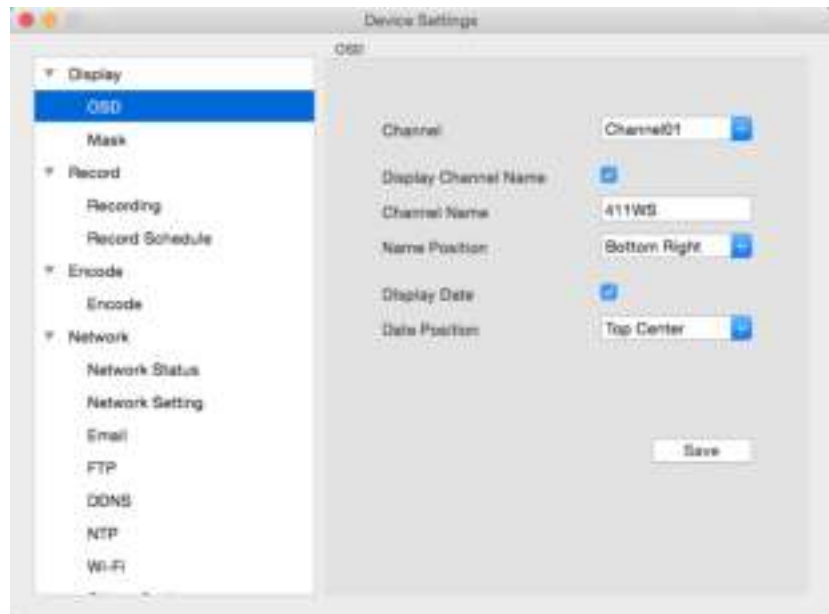 Device Settings
OSD
Display
OSD
Mask
Record
Recording
Record Schedule
Encode
Encode
Network
Network Status
Network Setting
Email
FTP
DDNS
NTP
Wi-Fi
Channel Channel01
Display Channel Name
Channel Name 411WS
Name Position Bottom Right
Display Date
Date Position Top Center
Save